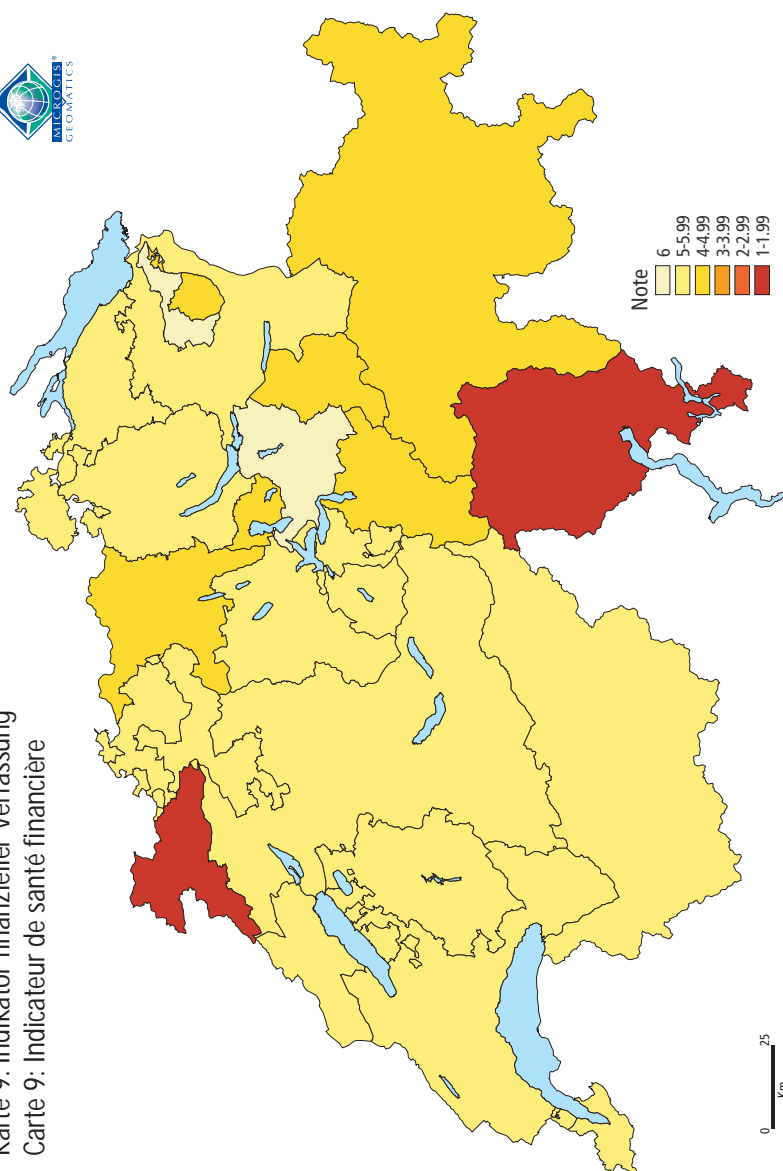 Karte 9: Indikator finanzieller Verfassung
Carte 9: Indicateur de santé financière
MICROGIS®
GEOMATICS
Note
6
5-5.99
4-4.99
3-3.99
2-2.99
1-1.99
0 25
Km